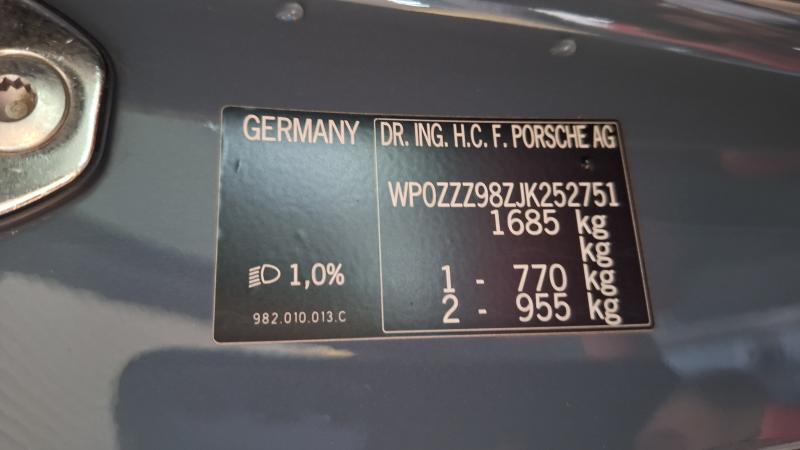 GERMANY
DR. ING. H.C. F. PORSCHE AG
WP0ZZZ98ZJK252751
1685 kg
kg
1 - 770 kg
2 - 955 kg
1,0%
982.010.013.C